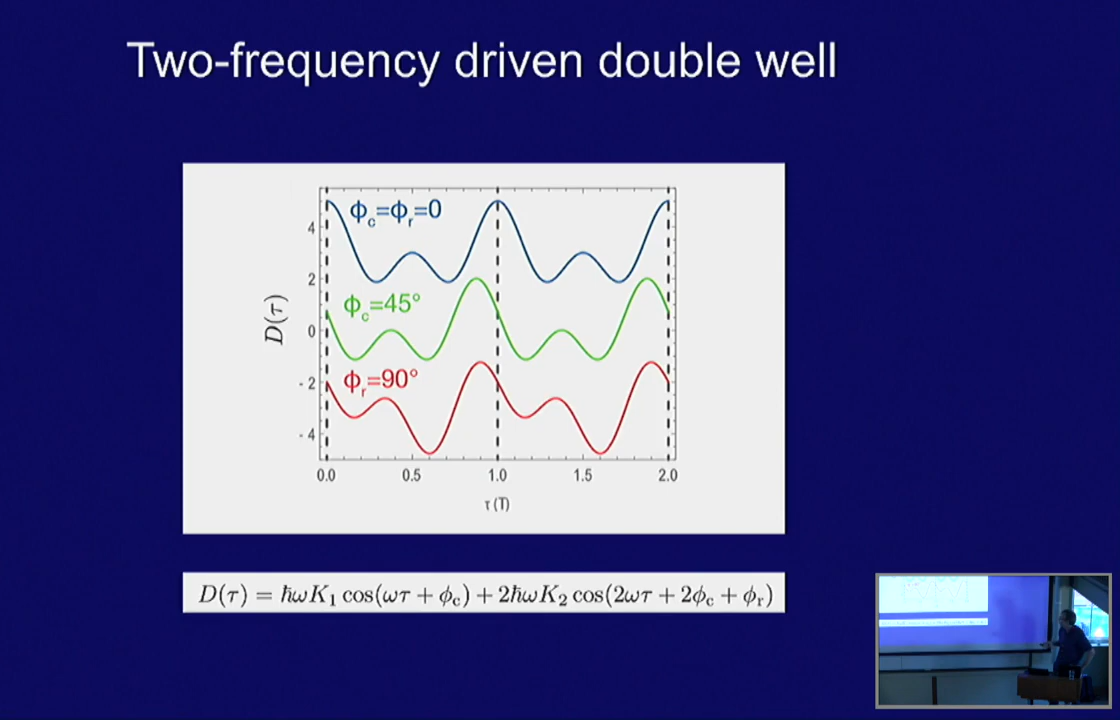 Two-frequency driven double well
ϕc=ϕr=0
ϕc=45°
ϕr=90°
D(τ)
4
2
0
- 2
- 4
0.0 0.5 1.0 1.5 2.0
τ (T)
D(τ) = ℏωK₁ cos(ωτ + ϕc) + 2ℏωK₂ cos(2ωτ + 2ϕc + ϕr)